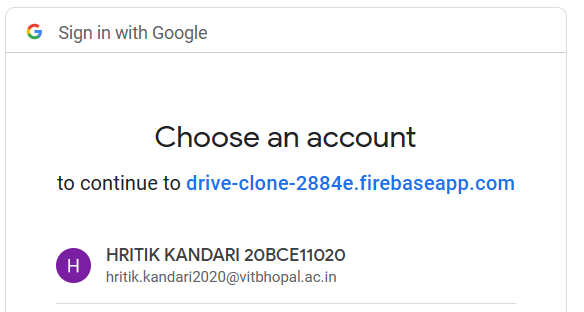 Sign in with Google
Choose an account
to continue to drive-clone-2884e.firebaseapp.com
H
HRITIK KANDARI 20BCE11020
hritik.kandari2020@vitbhopal.ac.in